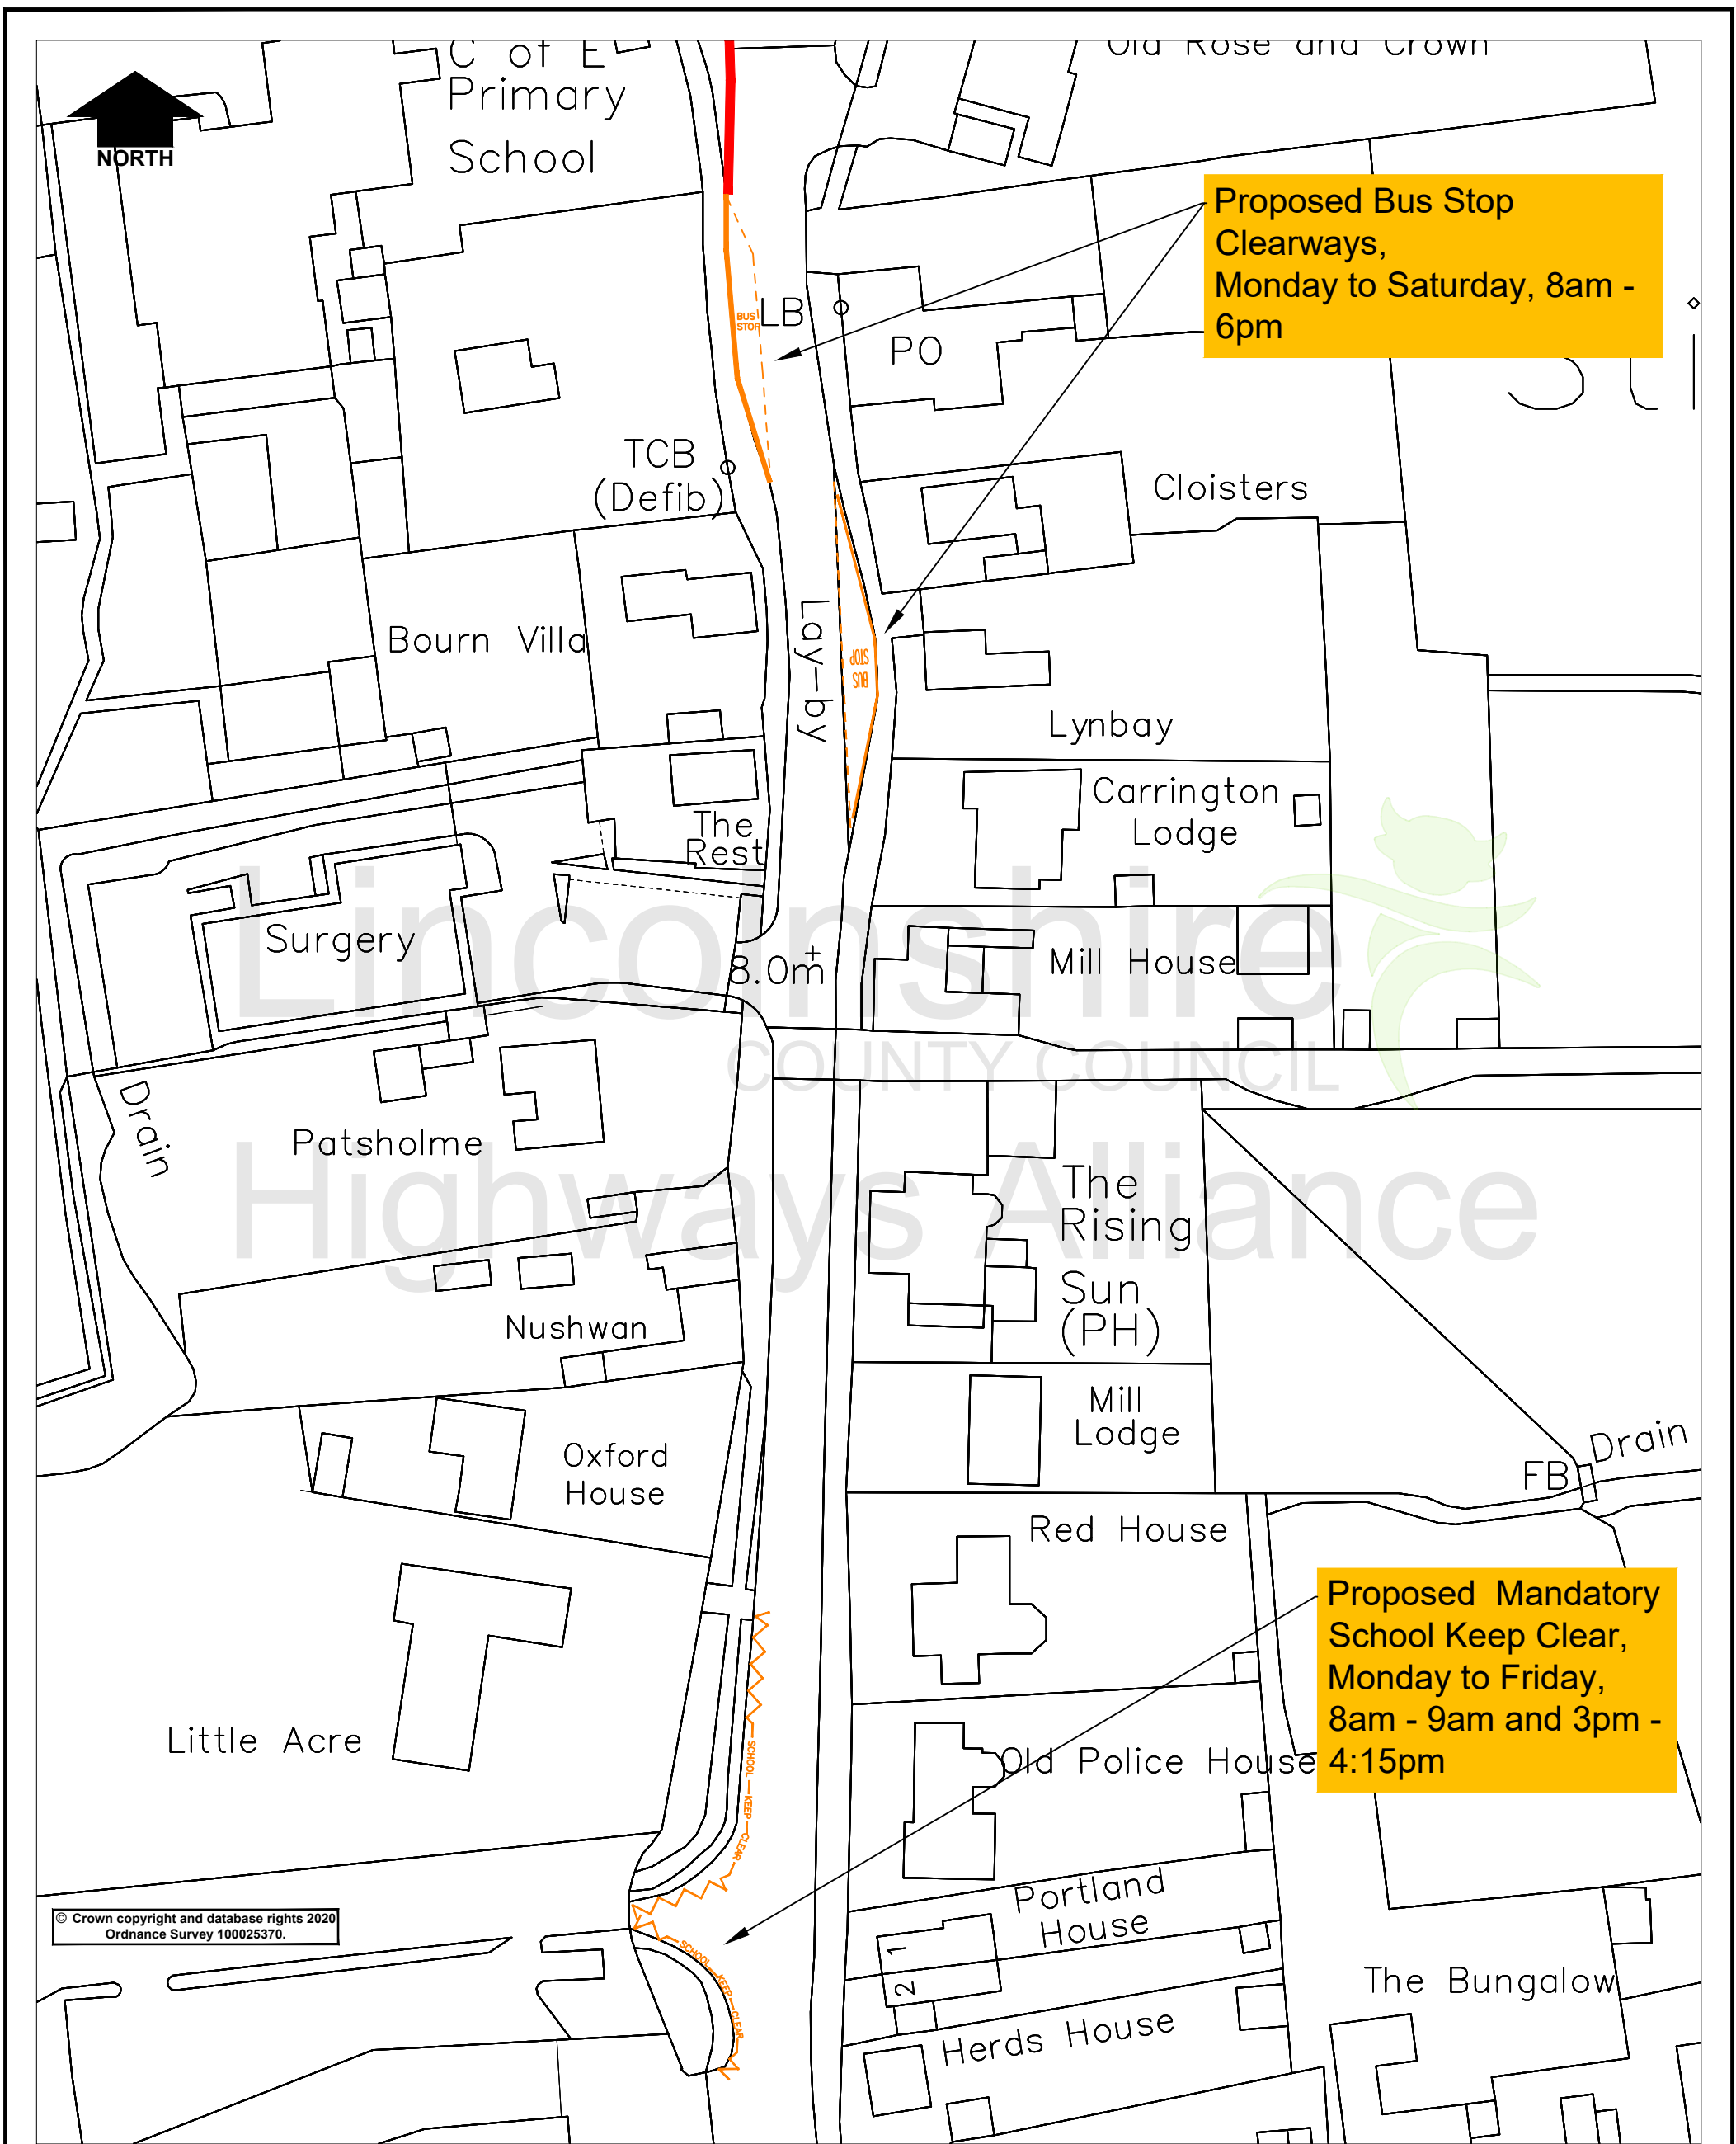 C of E
Primary
School
Old Rose and Crown
NORTH
Proposed Bus Stop
Clearways,
Monday to Saturday, 8am -
6pm
BUS
STOP
LB
PO
TCB
(Defib)
Cloisters
Bourn Villa
Lay-by
BUS
STOP
Lynbay
Carrington
Lodge
The
Rest
Lincolnshire
COUNTY COUNCIL
Highways Alliance
Surgery
8.0m
Mill House
Drain
Patsholme
The
Rising
Sun
(PH)
Nushwan
Mill
Lodge
Oxford
House
Drain
FB
Red House
Proposed Mandatory
School Keep Clear,
Monday to Friday,
8am - 9am and 3pm -
4:15pm
Little Acre
Old Police House
SCHOOL KEEP CLEAR
Portland
House
© Crown copyright and database rights 2020
Ordnance Survey 100025370.
SCHOOL KEEP CLEAR
1
2
The Bungalow
Herds House